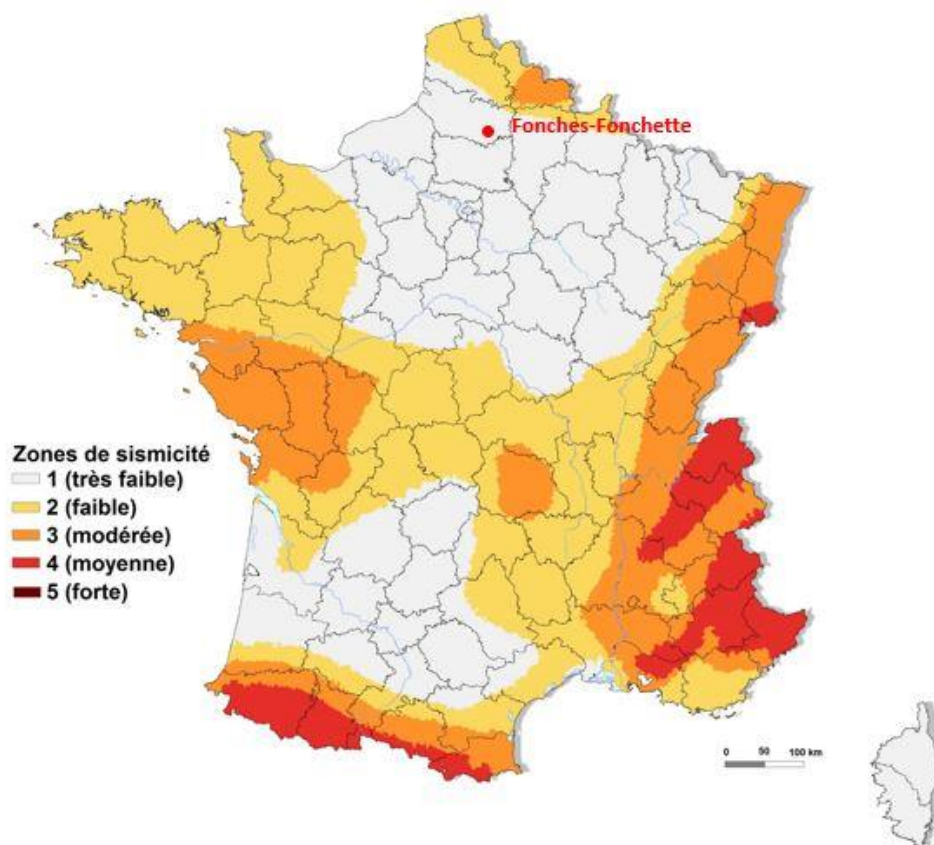 Fonches-Fonchette
Zones de sismicité
1 (très faible)
2 (faible)
3 (modérée)
4 (moyenne)
5 (forte)
0 50 100 km